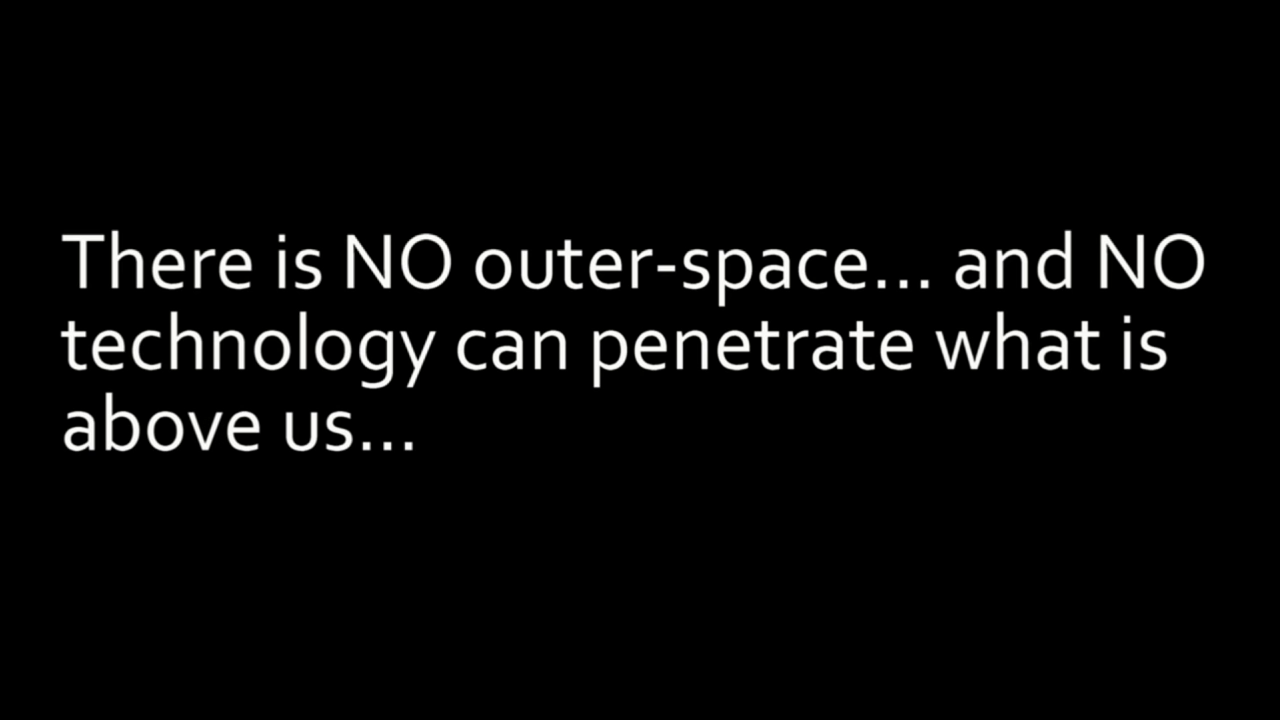 There is NO outer-space... and NO
technology can penetrate what is
above us...